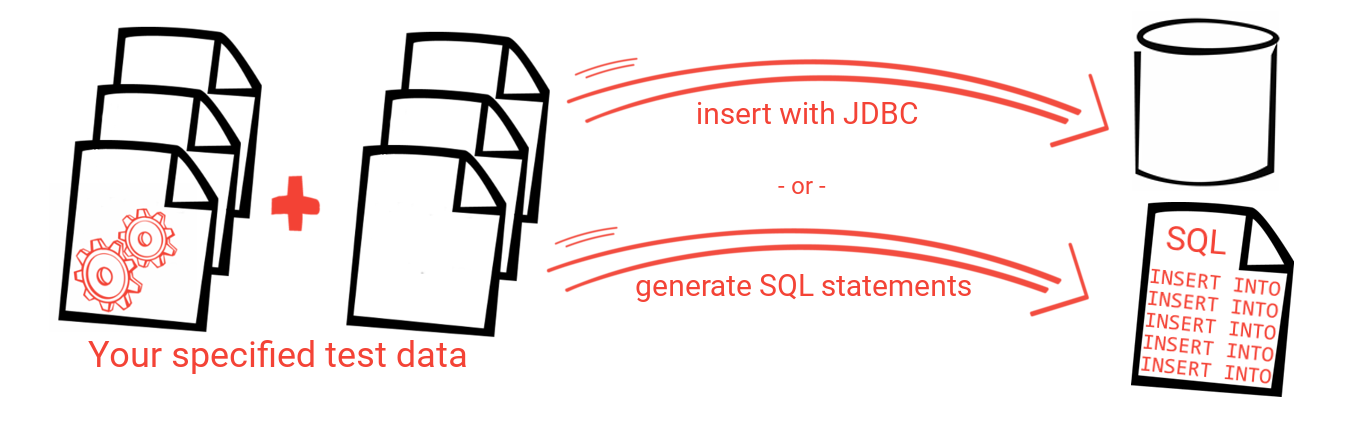 insert with JDBC
- or -
generate SQL statements
Your specified test data
SQL
INSERT INTO
INSERT INTO
INSERT INTO
INSERT INTO
INSERT INTO